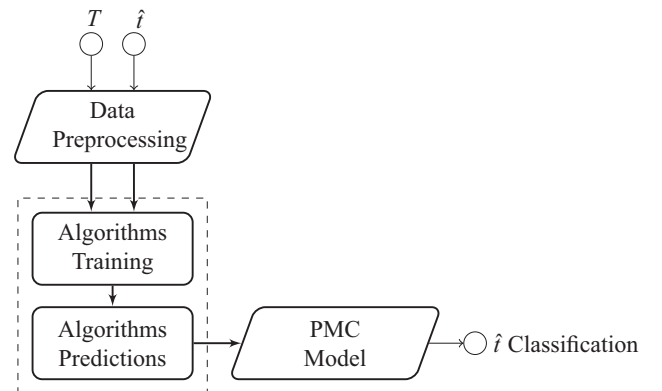 T t̂
Data
Preprocessing
Algorithms
Training
Algorithms
Predictions
PMC
Model
t̂ Classification